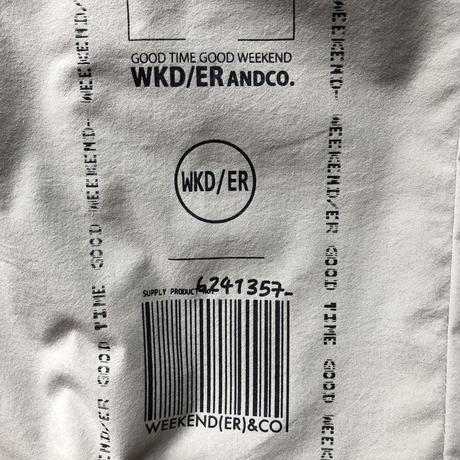 GOOD TIME GOOD WEEKEND
WKD/ER ANDCO.
WKD/ER
SUPPLY PRODUCT NO. 6241357-
WEEKEND(ER)&CO
WEEKEND/ER GOOD TIME GOOD WEEKEND-
WEEKEND- WEEKEND/ER GOOD TIME GOOD WEEK